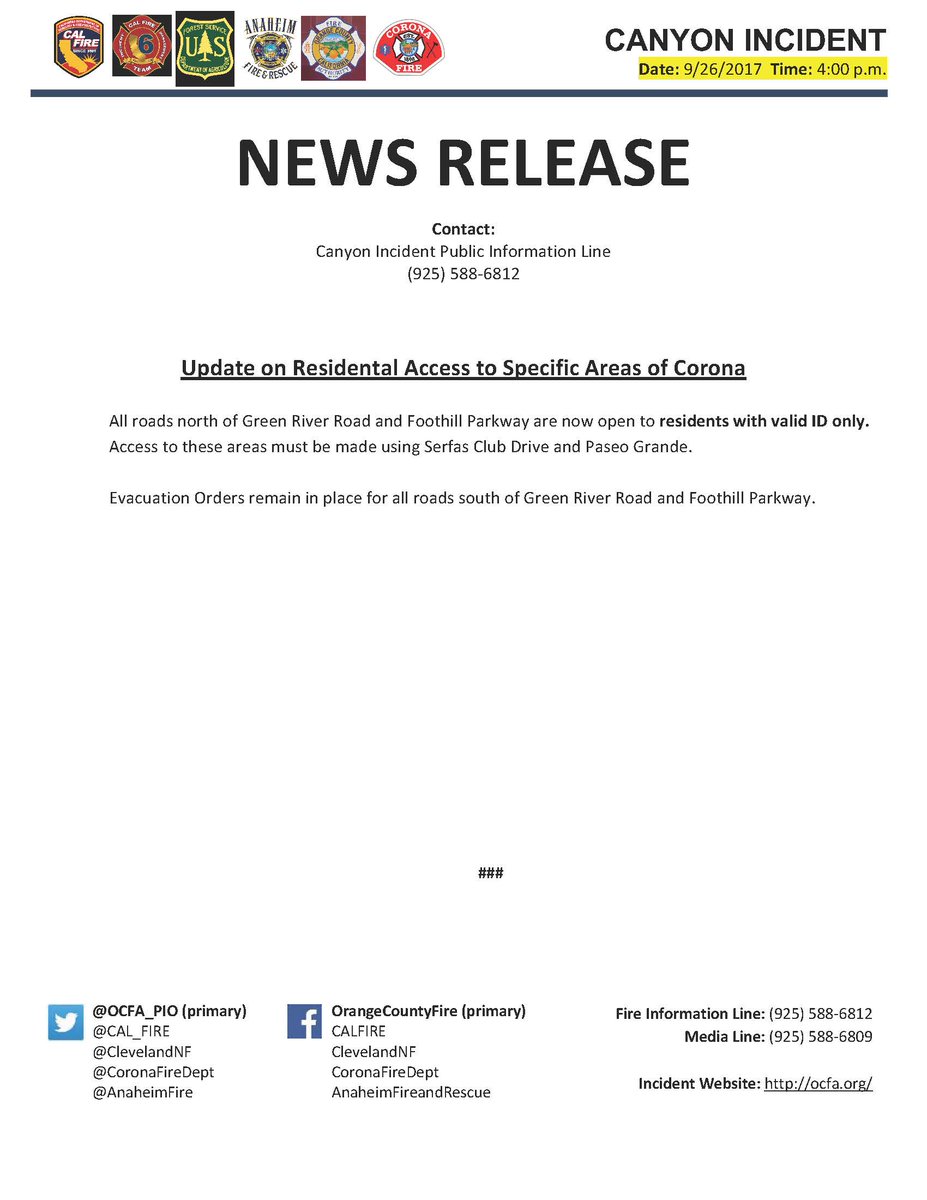 CAL
FIRE
SINCE 1885
CAL FIRE
6
TEAM
FOREST SERVICE
U S
DEPARTMENT OF AGRICULTURE
ANAHEIM
FIRE & RESCUE
FIRE
AUTHORITY
CORONA
FIRE
CANYON INCIDENT
Date: 9/26/2017 Time: 4:00 p.m.
NEWS RELEASE
Contact:
Canyon Incident Public Information Line
(925) 588-6812
Update on Residental Access to Specific Areas of Corona
All roads north of Green River Road and Foothill Parkway are now open to residents with valid ID only.
Access to these areas must be made using Serfas Club Drive and Paseo Grande.
Evacuation Orders remain in place for all roads south of Green River Road and Foothill Parkway.
###
@OCFA_PIO (primary)
@CAL_FIRE
@ClevelandNF
@CoronaFireDept
@AnaheimFire
OrangeCountyFire (primary)
CALFIRE
ClevelandNF
CoronaFireDept
AnaheimFireandRescue
Fire Information Line: (925) 588-6812
Media Line: (925) 588-6809
Incident Website: http://ocfa.org/